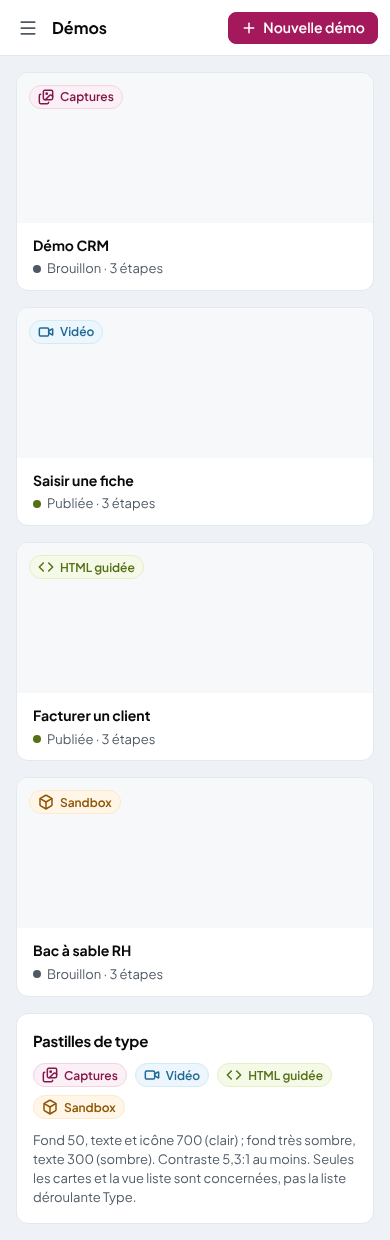 Démos
Nouvelle démo
Captures
Démo CRM
Brouillon · 3 étapes
Vidéo
Saisir une fiche
Publiée · 3 étapes
HTML guidée
Facturer un client
Publiée · 3 étapes
Sandbox
Bac à sable RH
Brouillon · 3 étapes
Pastilles de type
Captures Vidéo HTML guidée
Sandbox
Fond 50, texte et icône 700 (clair) ; fond très sombre,
texte 300 (sombre). Contraste 5,3:1 au moins. Seules
les cartes et la vue liste sont concernées, pas la liste
déroulante Type.